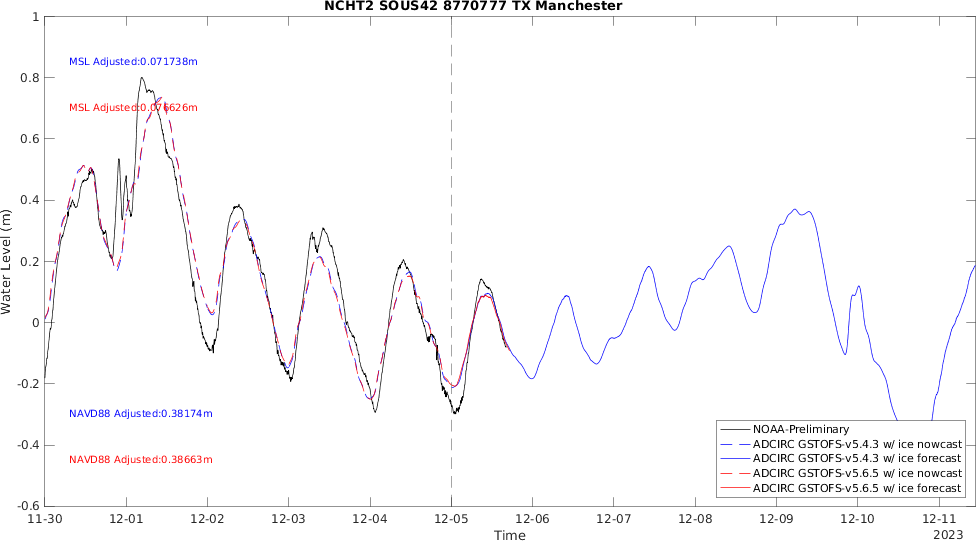 NCHT2 SOUS42 8770777 TX Manchester
1
MSL Adjusted:0.071738m
0.8
MSL Adjusted:0.076626m
0.6
0.4
0.2
Water Level (m)
0
-0.2
NAVD88 Adjusted:0.38174m
-0.4
NAVD88 Adjusted:0.38663m
-0.6
NOAA-Preliminary
ADCIRC GSTOFS-v5.4.3 w/ ice nowcast
ADCIRC GSTOFS-v5.4.3 w/ ice forecast
ADCIRC GSTOFS-v5.6.5 w/ ice nowcast
ADCIRC GSTOFS-v5.6.5 w/ ice forecast
11-30 12-01 12-02 12-03 12-04 12-05 12-06 12-07 12-08 12-09 12-10 12-11
Time
2023